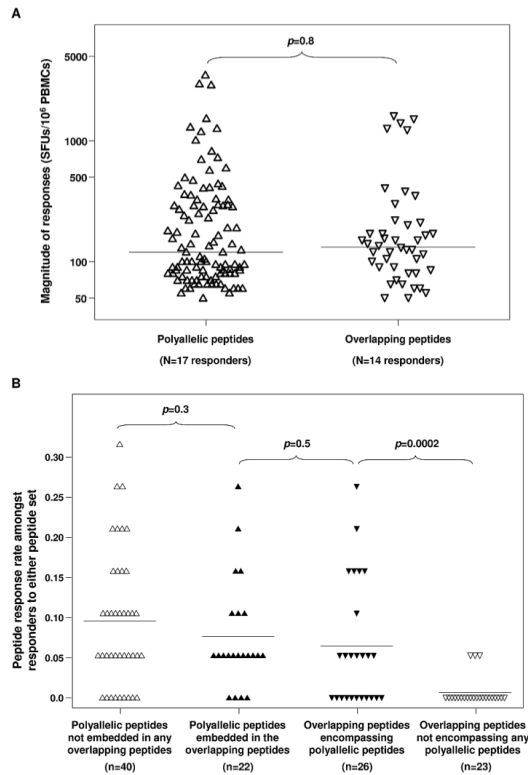 A
p=0.8
Magnitude of responses (SFUs/10⁶ PBMCs)
5000
1000
500
100
50
Polyallelic peptides
(N=17 responders)
Overlapping peptides
(N=14 responders)
B
p=0.3
p=0.5
p=0.0002
Peptide response rate amongst
responders to either peptide set
0.30
0.25
0.20
0.15
0.10
0.05
0.0
Polyallelic peptides
not embedded in any
overlapping peptides
(n=40)
Polyallelic peptides
embedded in the
overlapping peptides
(n=22)
Overlapping peptides
encompassing
polyallelic peptides
(n=26)
Overlapping peptides
not encompassing any
polyallelic peptides
(n=23)